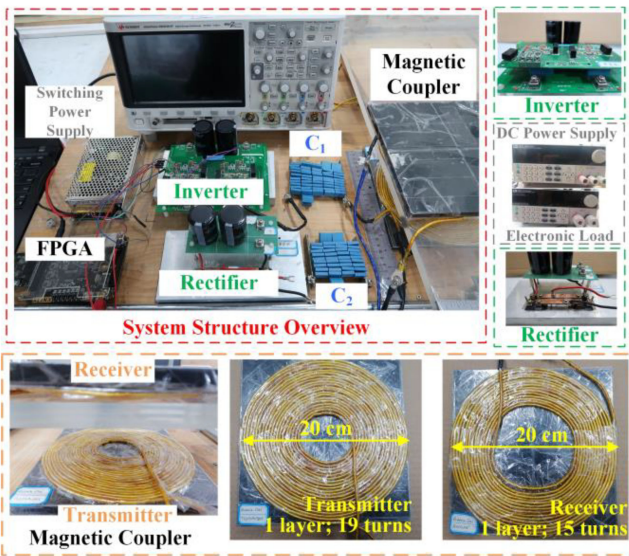 Switching
Power
Supply
Magnetic
Coupler
C1
Inverter
FPGA
Rectifier
C2
System Structure Overview
Inverter
DC Power Supply
Electronic Load
Rectifier
Receiver
Transmitter
Magnetic Coupler
20 cm
Transmitter
1 layer; 19 turns
20 cm
Receiver
1 layer; 15 turns